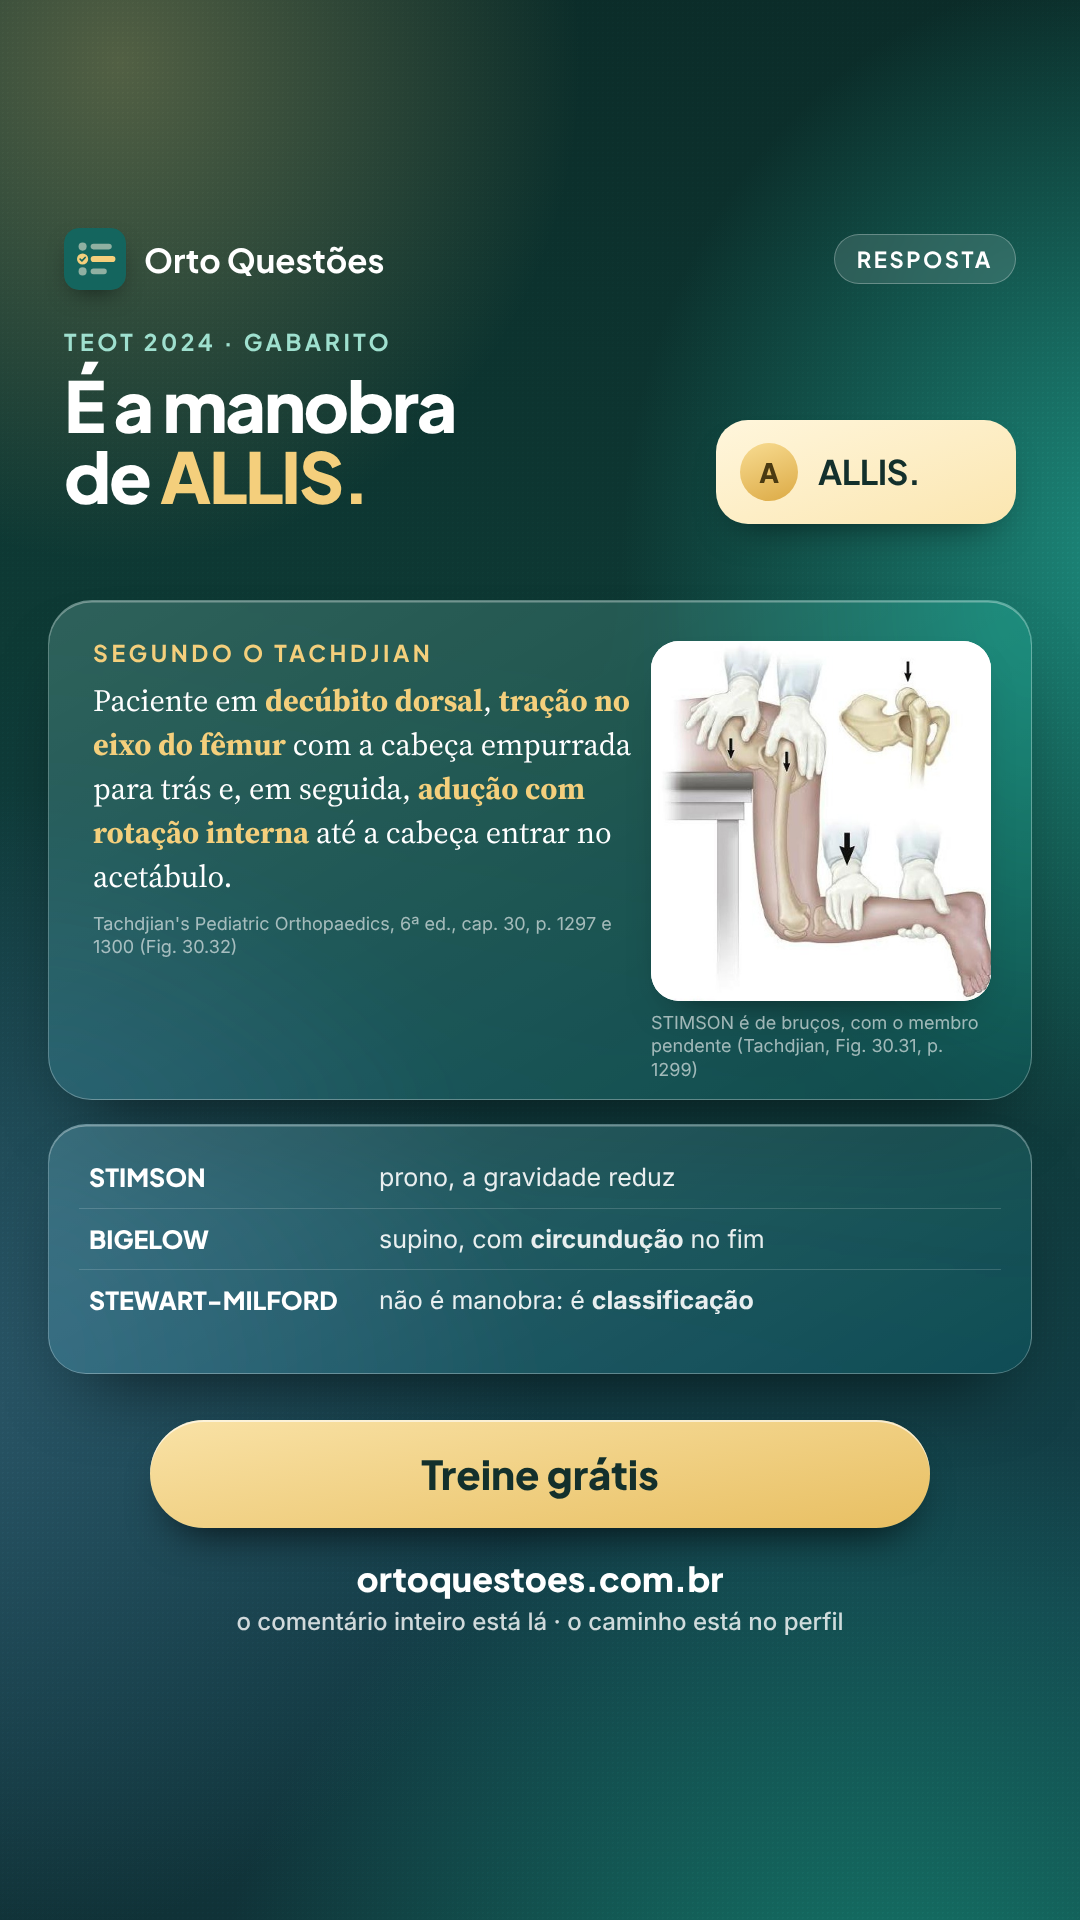 Orto Questões
RESPOSTA
TEOT 2024 · GABARITO
É a manobra
de ALLIS.
A ALLIS.
SEGUNDO O TACHDJIAN
Paciente em decúbito dorsal, tração no
eixo do fêmur com a cabeça empurrada
para trás e, em seguida, adução com
rotação interna até a cabeça entrar no
acetábulo.
Tachdjian's Pediatric Orthopaedics, 6ª ed., cap. 30, p. 1297 e
1300 (Fig. 30.32)
STIMSON é de bruços, com o membro
pendente (Tachdjian, Fig. 30.31, p.
1299)
STIMSON prono, a gravidade reduz
BIGELOW supino, com circundução no fim
STEWART-MILFORD não é manobra: é classificação
Treine grátis
ortoquestoes.com.br
o comentário inteiro está lá · o caminho está no perfil